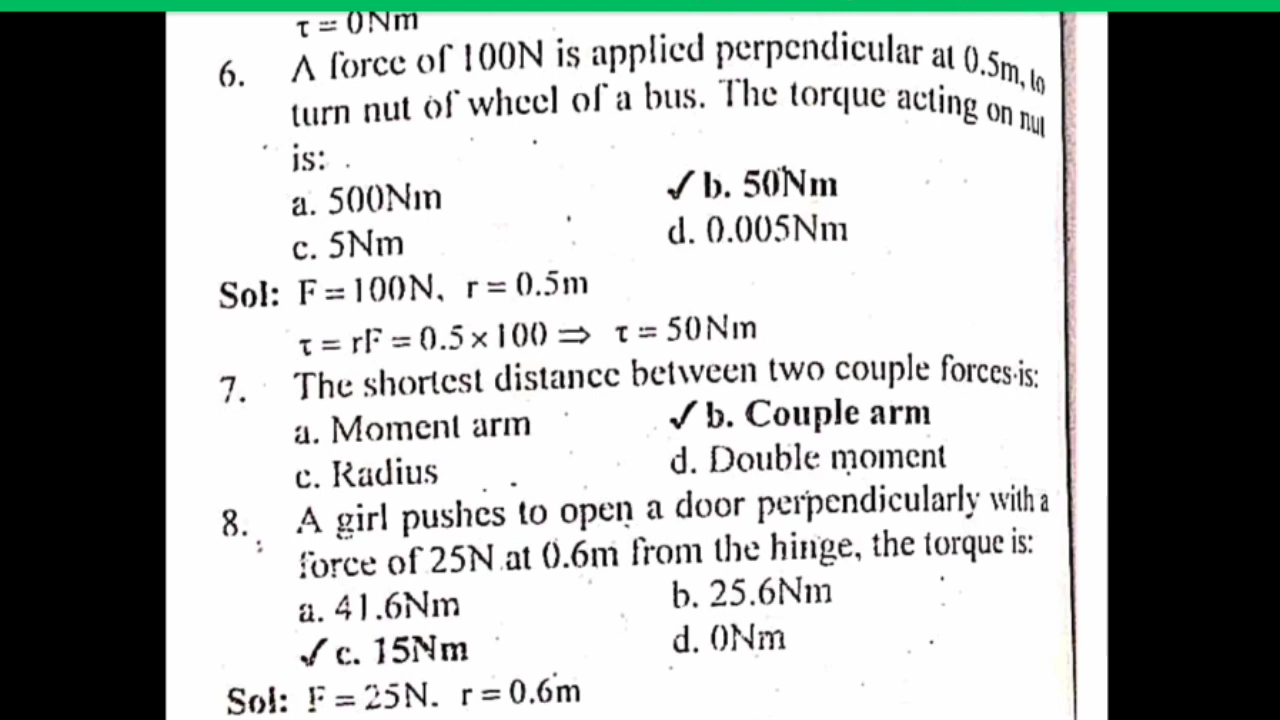 τ = 0Nm
6. A force of 100N is applied perpendicular at 0.5m, to
turn nut of wheel of a bus. The torque acting on nut
is:
a. 500Nm ✓b. 50Nm
c. 5Nm d. 0.005Nm
Sol: F = 100N, r = 0.5m
τ = rF = 0.5 × 100 ⇒ τ = 50Nm
7. The shortest distance between two couple forces is:
a. Moment arm ✓b. Couple arm
c. Radius d. Double moment
8. A girl pushes to open a door perpendicularly with a
force of 25N at 0.6m from the hinge, the torque is:
a. 41.6Nm b. 25.6Nm
✓c. 15Nm d. 0Nm
Sol: F = 25N. r = 0.6m